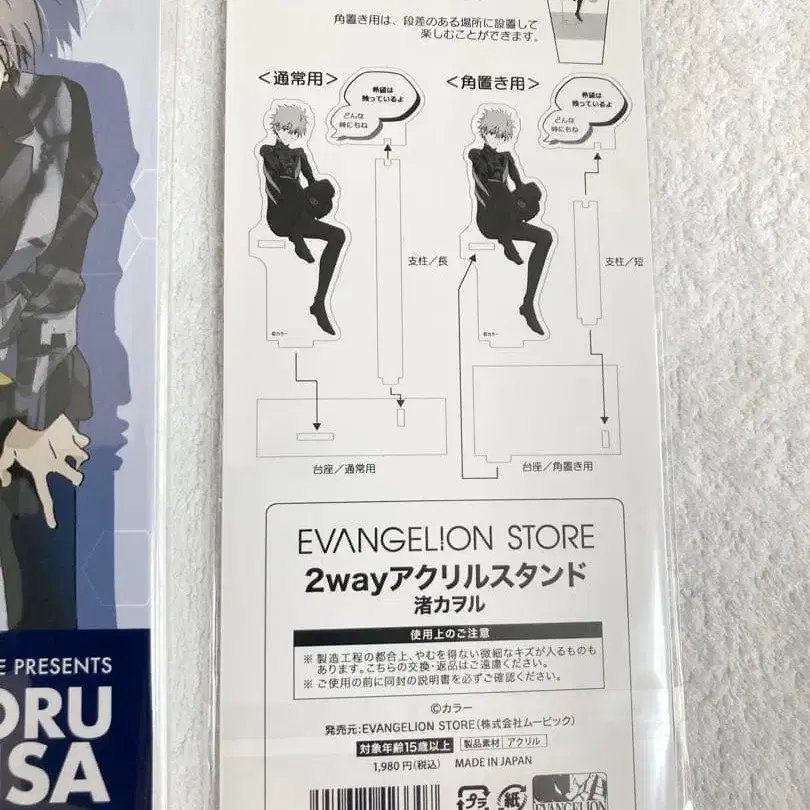 角置き用は、段差のある場所に設置して
楽しむことができます。
<通常用>
<角置き用>
希望は
残っているよ
どんな
時にもね
希望は
残っているよ
どんな
時にもね
支柱/長
支柱/短
©カラー
©カラー
台座/通常用
台座/角置き用
EVANGELION STORE
2wayアクリルスタンド
渚カヲル
使用上のご注意
※製造工程の都合上、やむを得ない微細なキズが入るものも
あります。こちらの交換・返品はご遠慮ください。
※ご使用の前に同封の説明書を必ずご確認ください。
©カラー
発売元:EVANGELION STORE(株式会社ムービック)
対象年齢15歳以上 製品素材 アクリル
1,980円(税込) MADE IN JAPAN
プラ
紙
EVANGELION
E PRESENTS
ORU
ISA